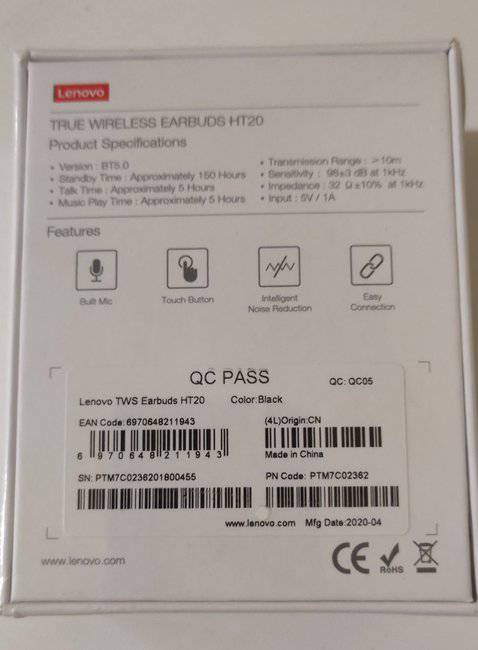 Lenovo
TRUE WIRELESS EARBUDS HT20
Product Specifications
• Version : BT5.0
• Standby Time : Approximately 150 Hours
• Talk Time : Approximately 5 Hours
• Music Play Time : Approximately 5 Hours
• Transmission Range : >10m
• Sensitivity : 98±3 dB at 1kHz
• Impedance : 32 Ω±10% at 1kHz
• Input : 5V / 1A
Features
Built Mic
Touch Button
Intelligent
Noise Reduction
Easy
Connection
QC PASS
QC: QC05
Lenovo TWS Earbuds HT20 Color:Black
EAN Code: 6970648211943
6 970648 211943
(4L)Origin:CN
Made in China
SN: PTM7C0236201800455
PN Code: PTM7C02362
www.lenovo.com Mfg Date:2020-04
www.lenovo.com
CE
RoHS